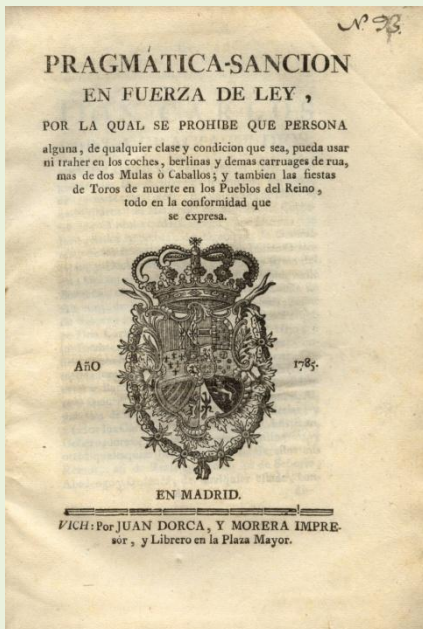 Nº 93.
PRAGMÁTICA-SANCION
EN FUERZA DE LEY ,
POR LA QUAL SE PROHIBE QUE PERSONA
alguna, de qualquier clase y condicion que sea, pueda usar
ni traher en los coches, berlinas y demas carruages de rua,
mas de dos Mulas ò Caballos; y tambien las fiestas
de Toros de muerte en los Pueblos del Reino ,
todo en la conformidad que
se expresa.
Año 1785.
EN MADRID.
VICH: Por JUAN DORCA, Y MORERA IMPRE-
sór , y Librero en la Plaza Mayor.